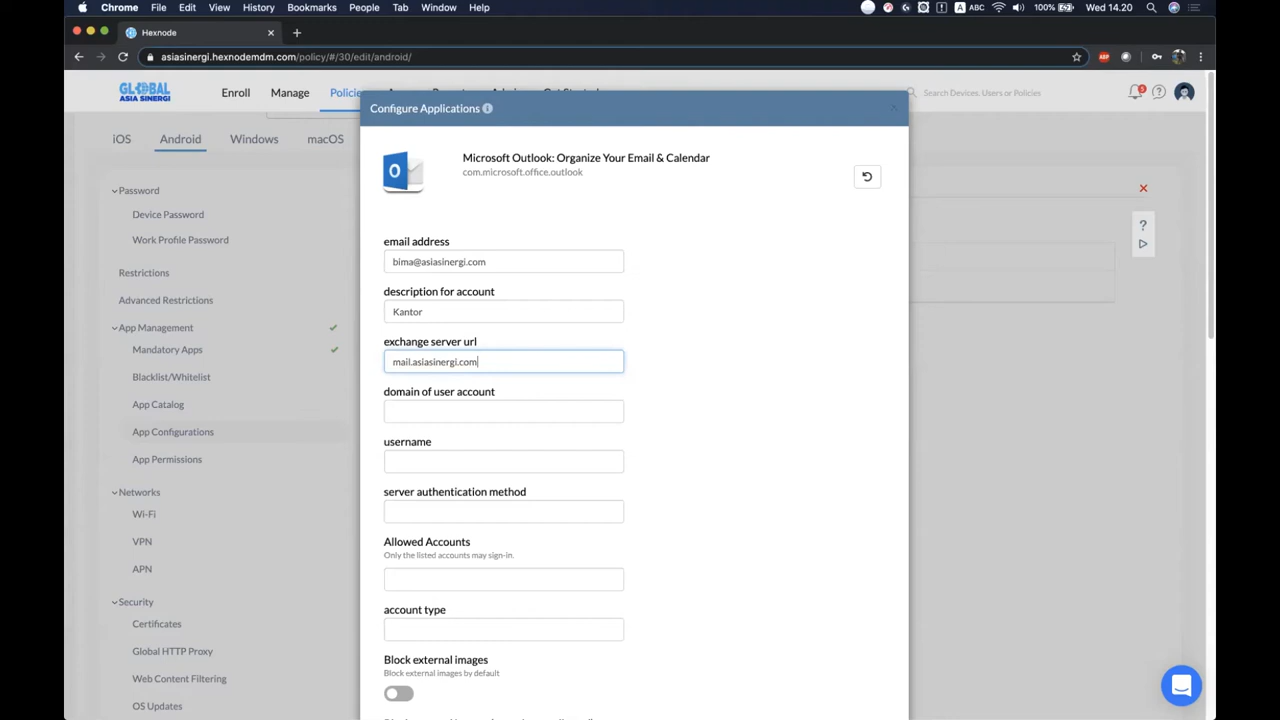 Chrome File Edit View History Bookmarks People Tab Window Help A ABC 100% Wed 14.20
Hexnode
asiasinergi.hexnodemdm.com/policy/#/30/edit/android/ ABP
GLOBAL
ASIA SINERGI
Enroll Manage Policie Search Devices, Users or Policies 5
Configure Applications
iOS Android Windows macOS
Microsoft Outlook: Organize Your Email & Calendar
com.microsoft.office.outlook
Password
Device Password
Work Profile Password
Restrictions
Advanced Restrictions
App Management
Mandatory Apps
Blacklist/Whitelist
App Catalog
App Configurations
App Permissions
Networks
Wi-Fi
VPN
APN
Security
Certificates
Global HTTP Proxy
Web Content Filtering
OS Updates
email address
bima@asiasinergi.com
description for account
Kantor
exchange server url
mail.asiasinergi.com
domain of user account
username
server authentication method
Allowed Accounts
Only the listed accounts may sign-in.
account type
Block external images
Block external images by default